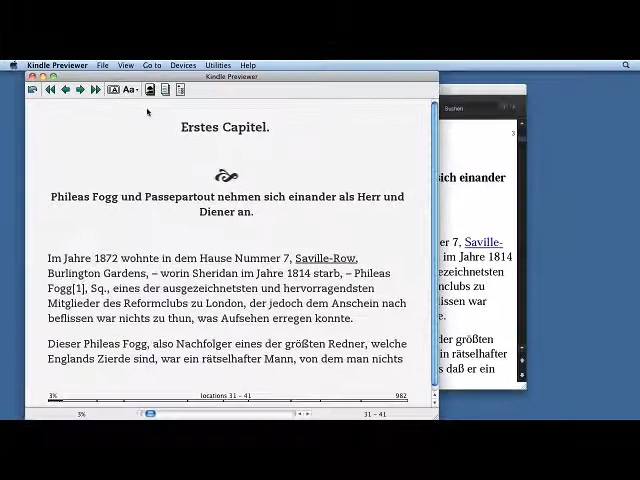 Kindle Previewer File Edit View Go to Devices Utilities Help
Kindle Previewer
A Aa
Suchen
Erstes Capitel.
Phileas Fogg und Passepartout nehmen sich einander als Herr und
Diener an.
Im Jahre 1872 wohnte in dem Hause Nummer 7, Saville-Row,
Burlington Gardens, – worin Sheridan im Jahre 1814 starb, – Phileas
Fogg[1], Sq., eines der ausgezeichnetsten und hervorragendsten
Mitglieder des Reformclubs zu London, der jedoch dem Anschein nach
beflissen war nichts zu thun, was Aufsehen erregen konnte.
Dieser Phileas Fogg, also Nachfolger eines der größten Redner, welche
Englands Zierde sind, war ein rätselhafter Mann, von dem man nichts
3% locations 31 – 41 982
3% 31 – 41
3
sich einander
er 7, Saville-
im Jahre 1814
gezeichnetsten
nclubs zu
lissen war
e.
der größten
in rätselhafter
s daß er ein